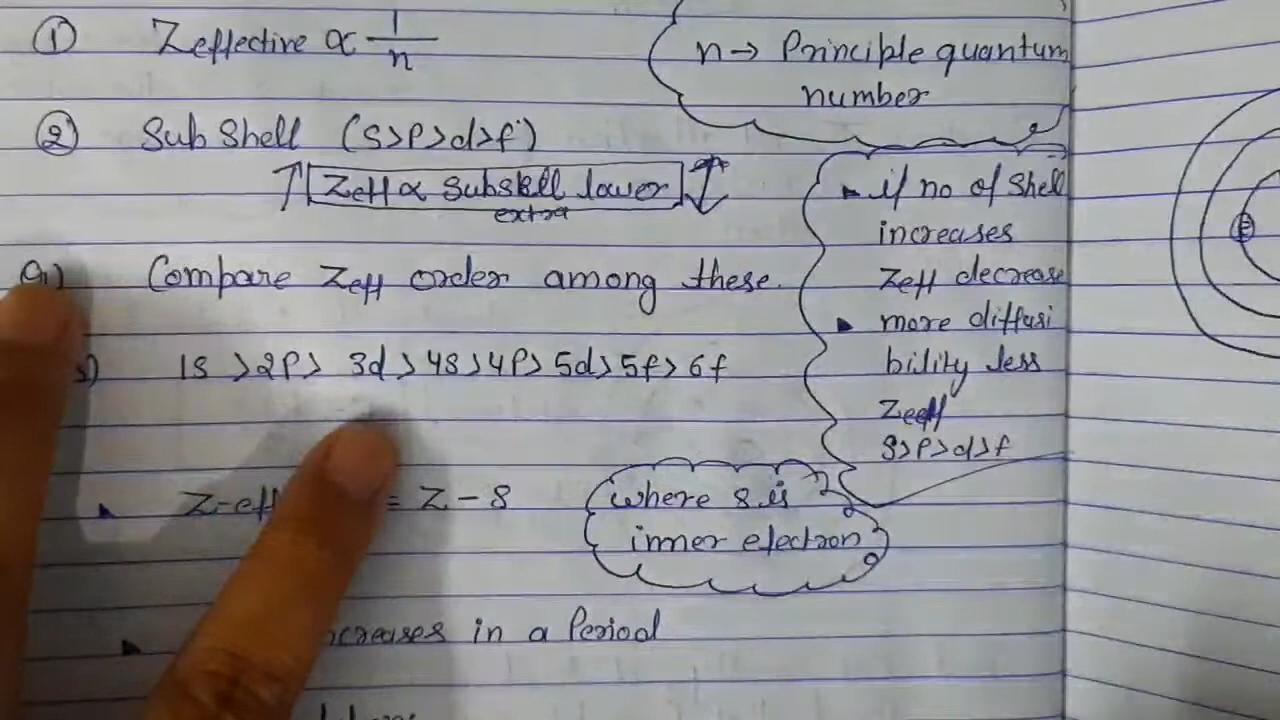 ① Zeffective ∝ 1/n
n → Principle quantum
number
② Sub Shell (s>p>d>f)
↑ Zeff ∝ Subshell lower ↕
extra
Compare Zeff order among these.
1s >2p> 3d>4s>4p>5d>5f>6f
if no of Shell
increases
Zeff decrease
more diffusi
bility less
Zeff
s>p>d>f
= Z - s
where s is
inner electron
in a Period